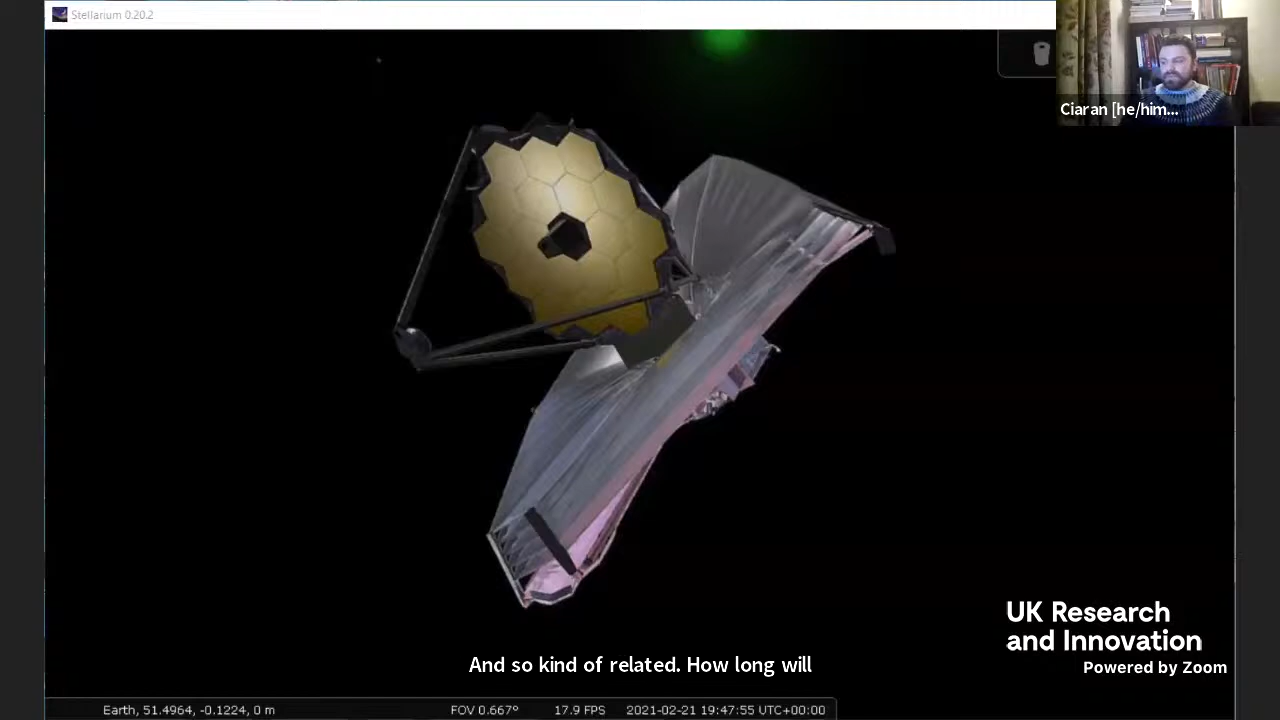 Stellarium 0.20.2
Ciaran [he/him...
UK Research
and Innovation
Powered by Zoom
And so kind of related. How long will
Earth, 51.4964, -0.1224, 0 m
FOV 0.667°
17.9 FPS
2021-02-21 19:47:55 UTC+00:00